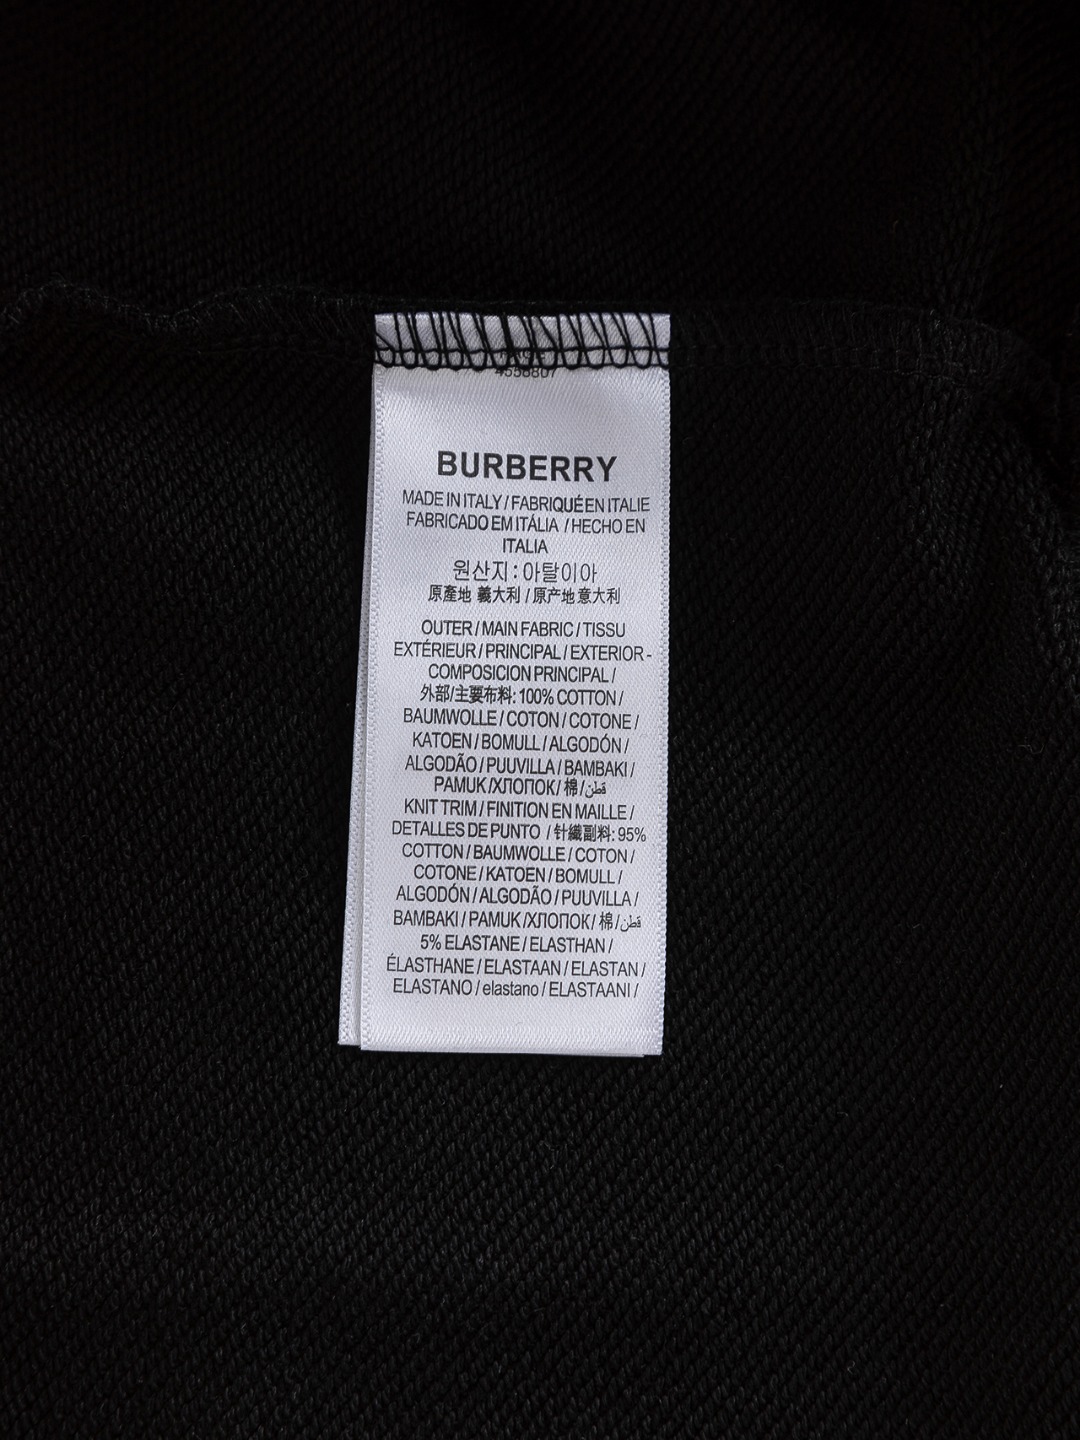 4558807
BURBERRY
MADE IN ITALY / FABRIQUÉ EN ITALIE
FABRICADO EM ITÁLIA / HECHO EN
ITALIA
원산지 : 아탈이아
原產地 義大利 / 原产地意大利
OUTER / MAIN FABRIC / TISSU
EXTÉRIEUR / PRINCIPAL / EXTERIOR -
COMPOSICION PRINCIPAL /
外部/主要布料: 100% COTTON /
BAUMWOLLE / COTON / COTONE /
KATOEN / BOMULL / ALGODÓN /
ALGODÃO / PUUVILLA / BAMBAKI /
PAMUK /ХЛОПОК/ 棉/قطن
KNIT TRIM / FINITION EN MAILLE /
DETALLES DE PUNTO / 针織副料: 95%
COTTON / BAUMWOLLE / COTON /
COTONE / KATOEN / BOMULL /
ALGODÓN / ALGODÃO / PUUVILLA /
BAMBAKI / PAMUK /ХЛОПОК/ 棉/قطن
5% ELASTANE / ELASTHAN /
ÉLASTHANE / ELASTAAN / ELASTAN /
ELASTANO / elastano / ELASTAANI /